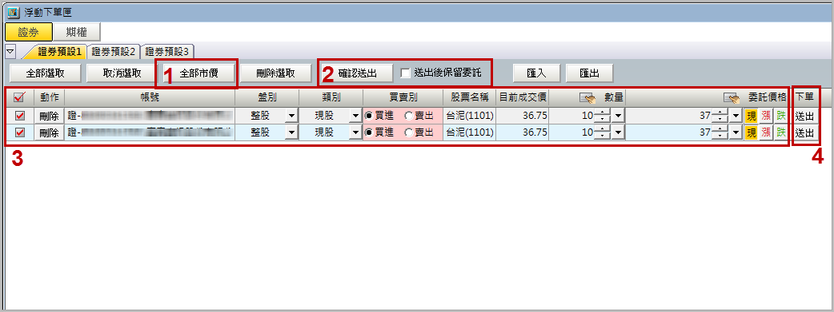 浮動下單匣
證券 期權
證券預設1 證券預設2 證券預設3
全部選取 取消選取 1 全部市價 刪除選取 2 確認送出 送出後保留委託 匯入 匯出
動作 帳號 盤別 類別 買賣別 股票名稱 目前成交價 數量 委託價格 下單
刪除 證- 整股 現股 買進 賣出 台泥(1101) 36.75 10 37 現 漲 跌 送出
刪除 證- 整股 現股 買進 賣出 台泥(1101) 36.75 10 37 現 漲 跌 送出
3 4